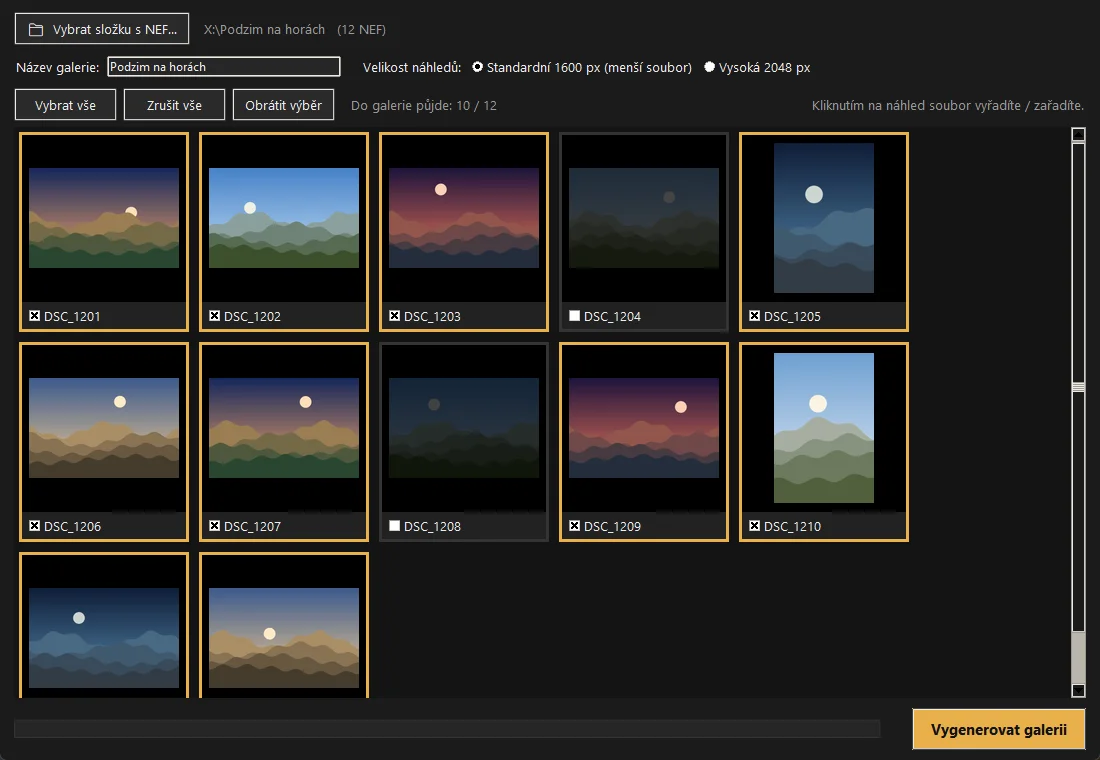 Vybrat složku s NEF... X:\Podzim na horách (12 NEF)
Název galerie: Podzim na horách Velikost náhledů: Standardní 1600 px (menší soubor) Vysoká 2048 px
Vybrat vše Zrušit vše Obrátit výběr Do galerie půjde: 10 / 12 Kliknutím na náhled soubor vyřadíte / zařadíte.
DSC_1201 DSC_1202 DSC_1203 DSC_1204 DSC_1205
DSC_1206 DSC_1207 DSC_1208 DSC_1209 DSC_1210
Vygenerovat galerii